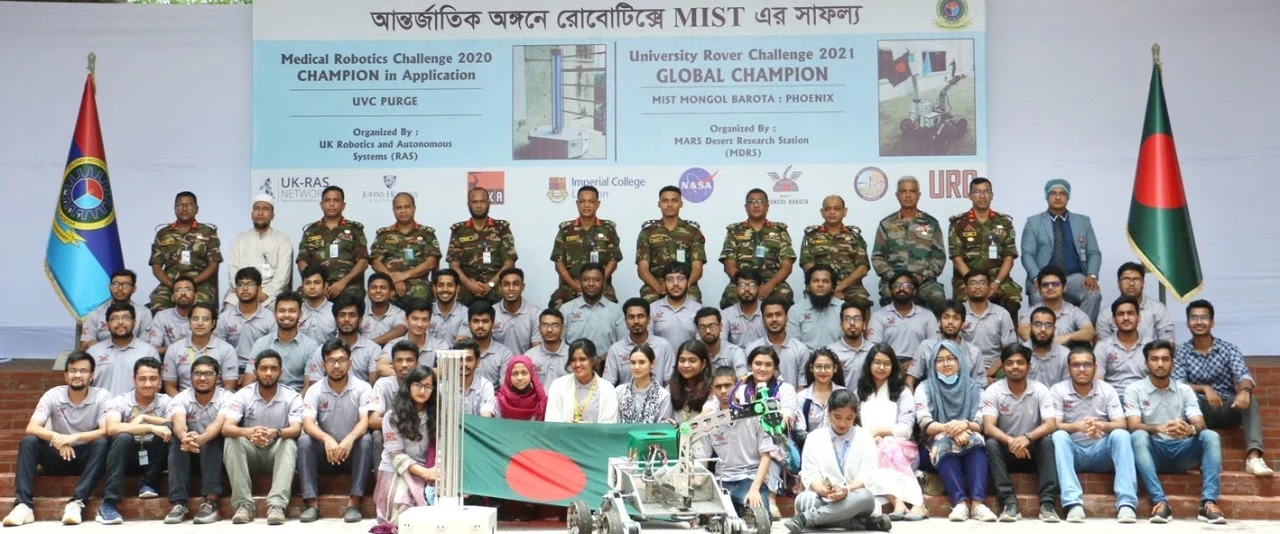 আন্তর্জাতিক অঙ্গনে রোবোটিক্সে MIST এর সাফল্য
Medical Robotics Challenge 2020
CHAMPION in Application
UVC PURGE
Organized By :
UK Robotics and Autonomous
Systems (RAS)
University Rover Challenge 2021
GLOBAL CHAMPION
MIST MONGOL BAROTA : PHOENIX
Organized By :
MARS Desert Research Station
(MDRS)
UK-RAS
NETWORK
JOHNS
KA
Imperial College
NASA
MONGOL BAROTA
URC